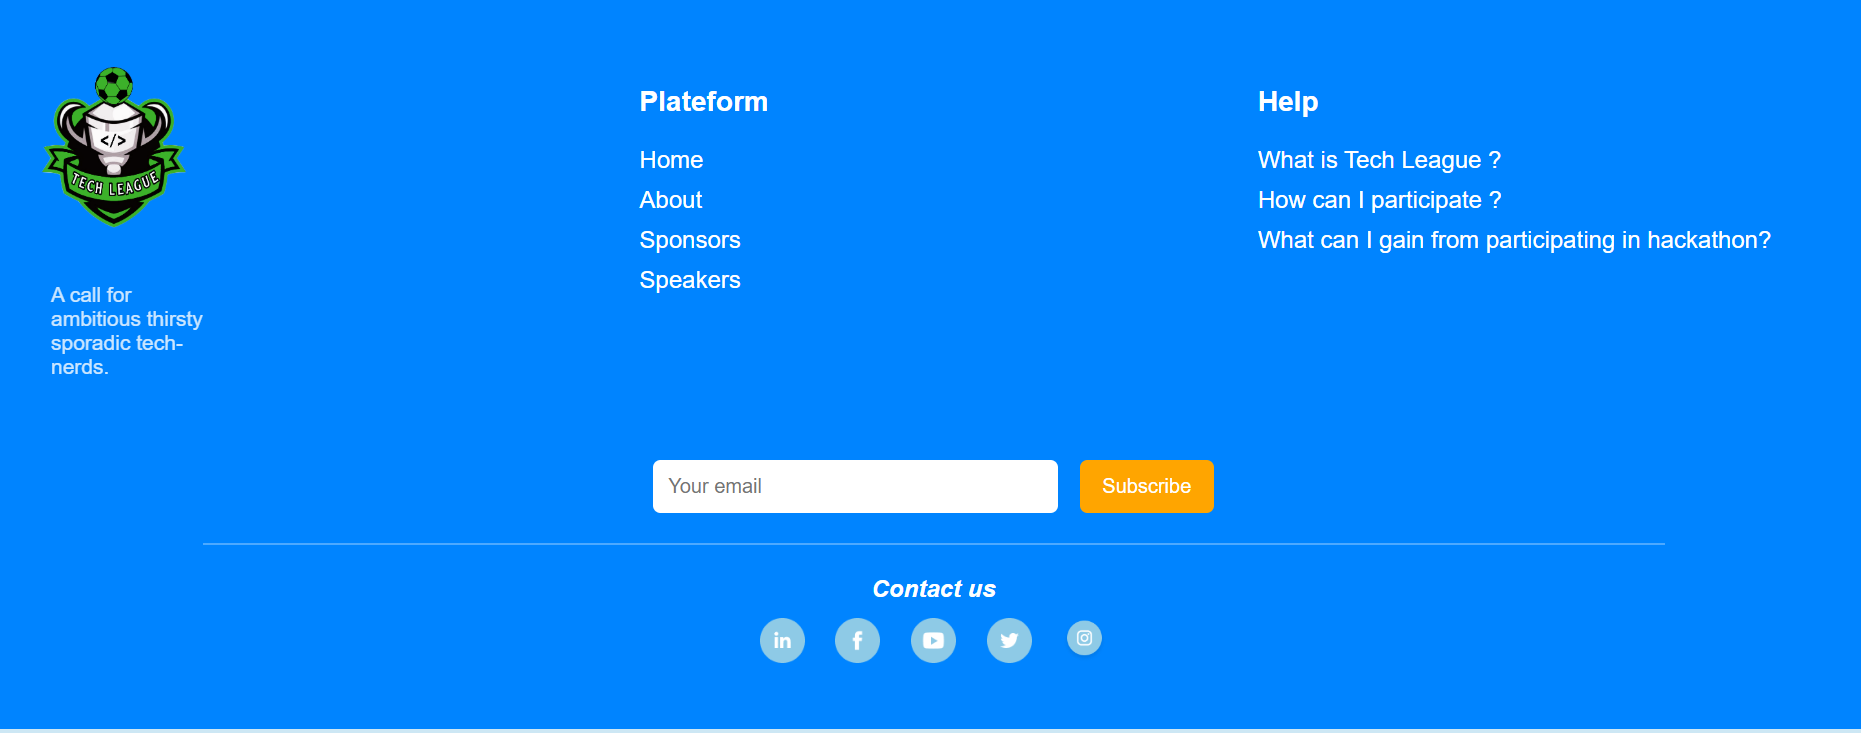 </>
TECH LEAGUE
A call for
ambitious thirsty
sporadic tech-
nerds.
Plateform
Home
About
Sponsors
Speakers
Help
What is Tech League ?
How can I participate ?
What can I gain from participating in hackathon?
Your email
Subscribe
Contact us
in
f